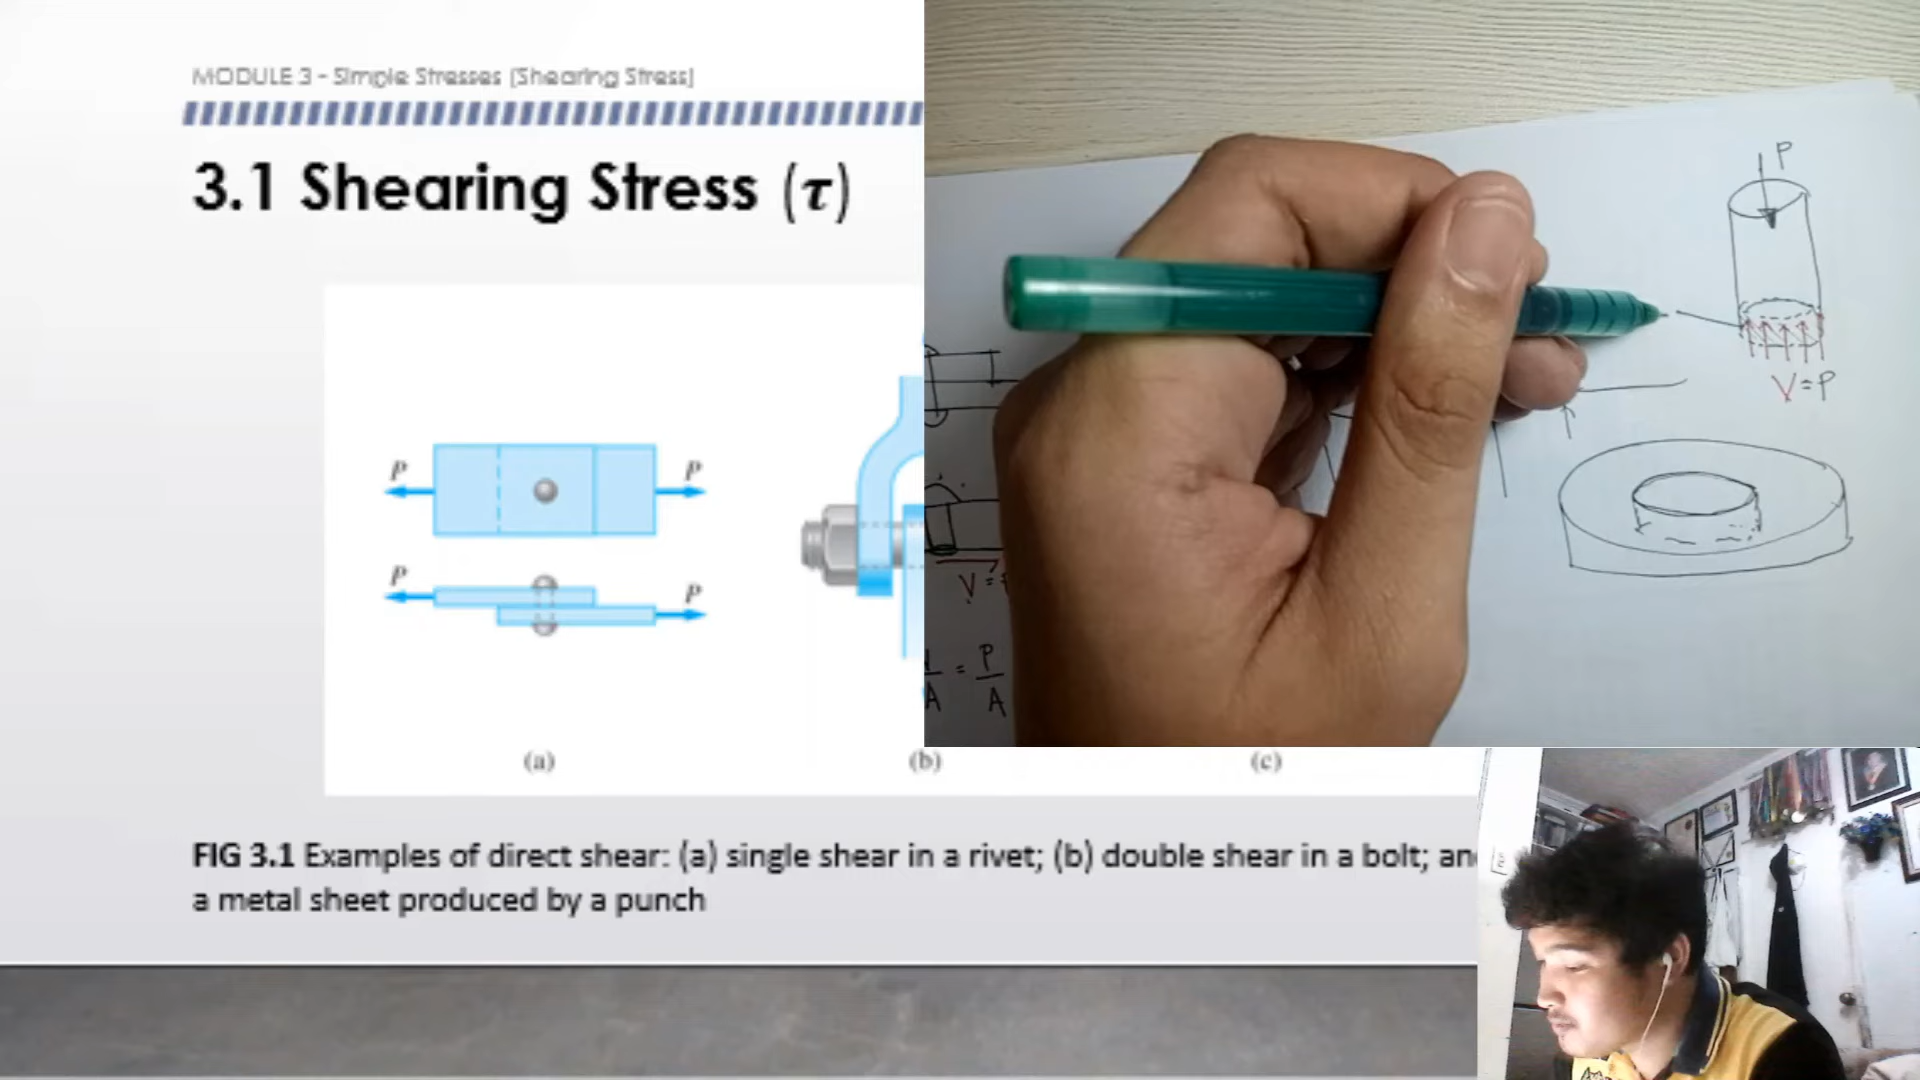 MODULE 3 - Simple Stresses (Shearing Stress)
3.1 Shearing Stress (τ)
P
P
P
P
(a)
(b)
(c)
FIG 3.1 Examples of direct shear: (a) single shear in a rivet; (b) double shear in a bolt; an
a metal sheet produced by a punch
P
V=P
V=
= P
A A